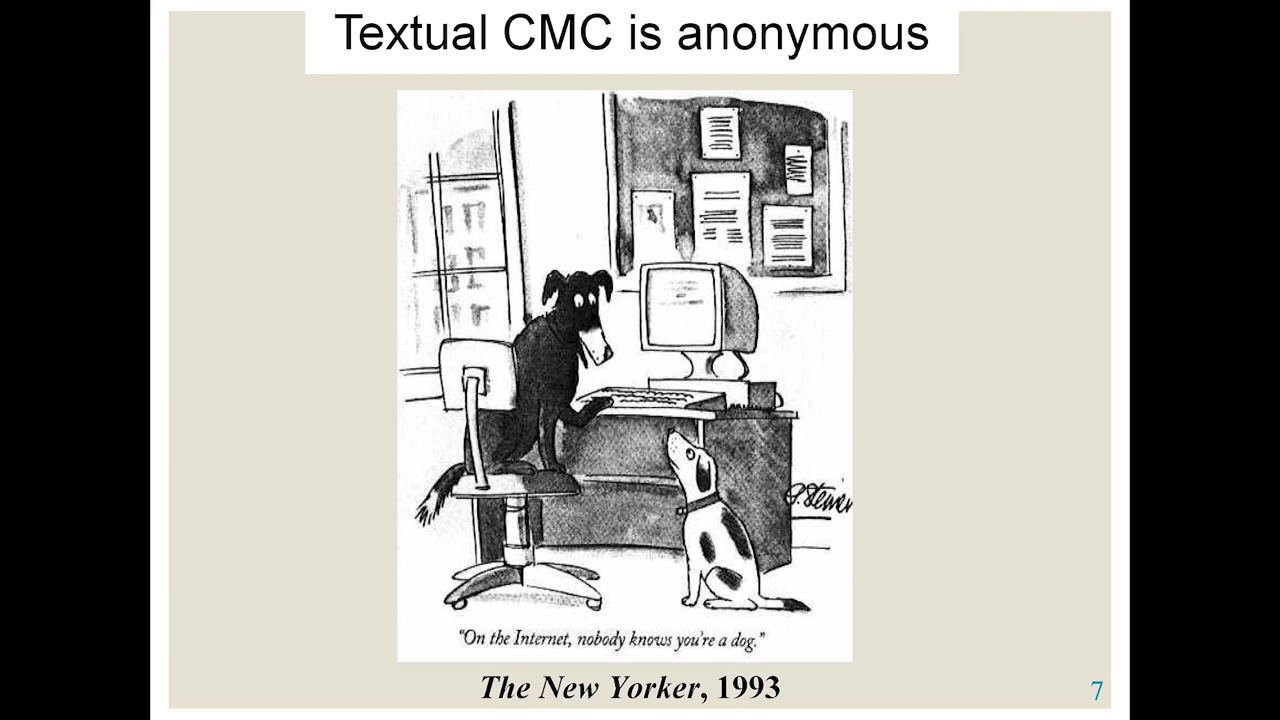 Textual CMC is anonymous
"On the Internet, nobody knows you're a dog."
The New Yorker, 1993
7